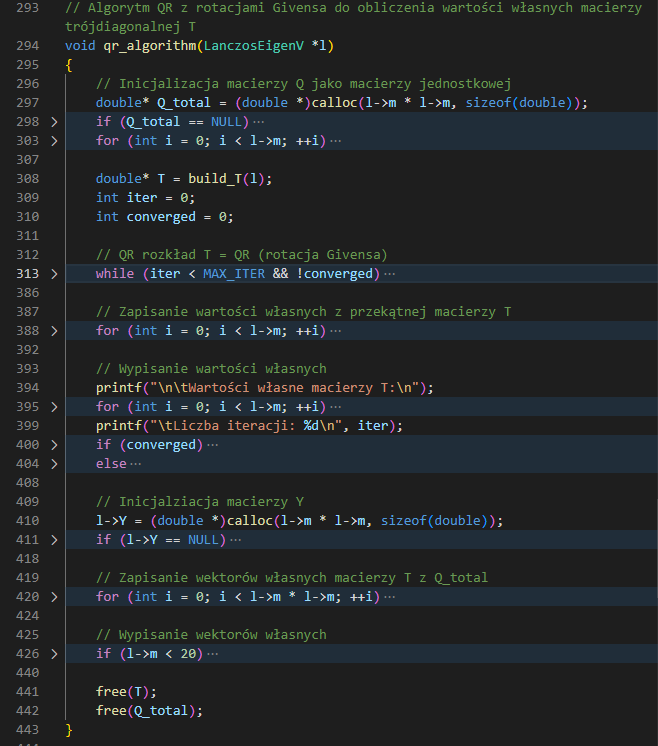 293 // Algorytm QR z rotacjami Givensa do obliczenia wartości własnych macierzy
trójdiagonalnej T
294 void qr_algorithm(LanczosEigenV *l)
295 {
296 // Inicjalizacja macierzy Q jako macierzy jednostkowej
297 double* Q_total = (double *)calloc(l->m * l->m, sizeof(double));
298 > if (Q_total == NULL) ···
303 > for (int i = 0; i < l->m; ++i) ···
307
308 double* T = build_T(l);
309 int iter = 0;
310 int converged = 0;
311
312 // QR rozkład T = QR (rotacja Givensa)
313 > while (iter < MAX_ITER && !converged) ···
386
387 // Zapisanie wartości własnych z przekątnej macierzy T
388 > for (int i = 0; i < l->m; ++i) ···
392
393 // Wypisanie wartości własnych
394 printf("\n\tWartości własne macierzy T:\n");
395 > for (int i = 0; i < l->m; ++i) ···
399 printf("\tLiczba iteracji: %d\n", iter);
400 > if (converged) ···
404 > else ···
408
409 // Inicjalziacja macierzy Y
410 l->Y = (double *)calloc(l->m * l->m, sizeof(double));
411 > if (l->Y == NULL) ···
418
419 // Zapisanie wektorów własnych macierzy T z Q_total
420 > for (int i = 0; i < l->m * l->m; ++i) ···
424
425 // Wypisanie wektorów własnych
426 > if (l->m < 20) ···
440
441 free(T);
442 free(Q_total);
443 }